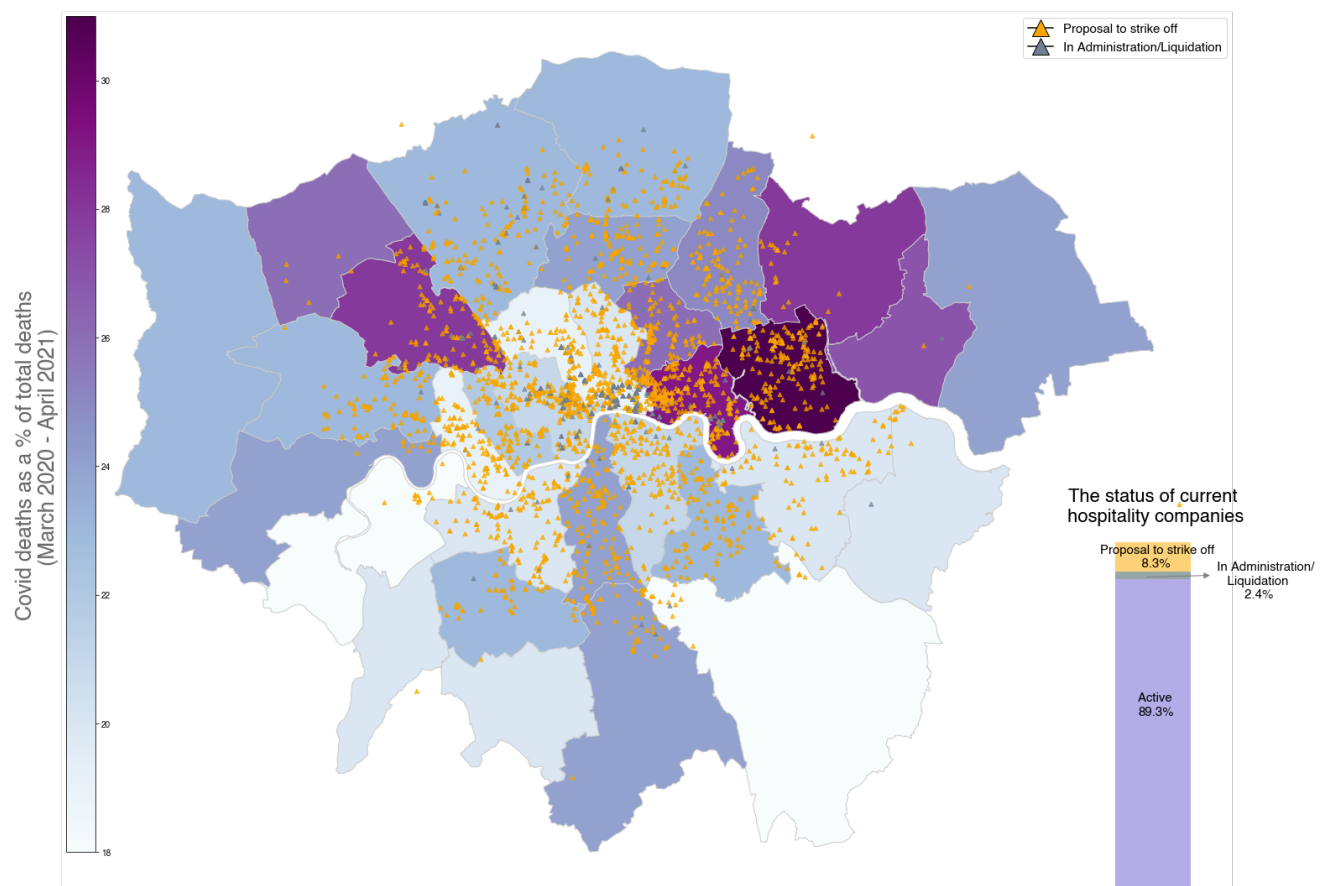 Proposal to strike off
In Administration/Liquidation
Covid deaths as a % of total deaths
(March 2020 - April 2021)
30
28
26
24
22
20
18
The status of current
hospitality companies
Proposal to strike off
8.3%
In Administration/
Liquidation
2.4%
Active
89.3%